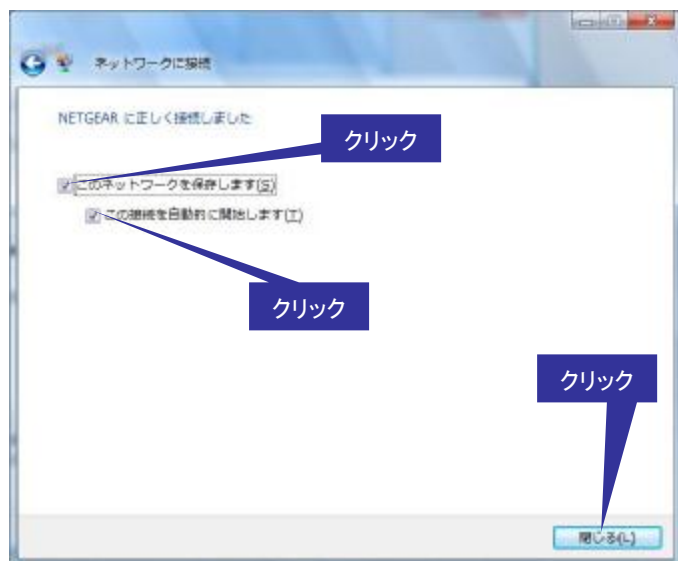 ネットワークに接続
NETGEAR に正しく接続しました
クリック
このネットワークを保存します(S)
この接続を自動的に開始します(T)
クリック
クリック
閉じる(L)